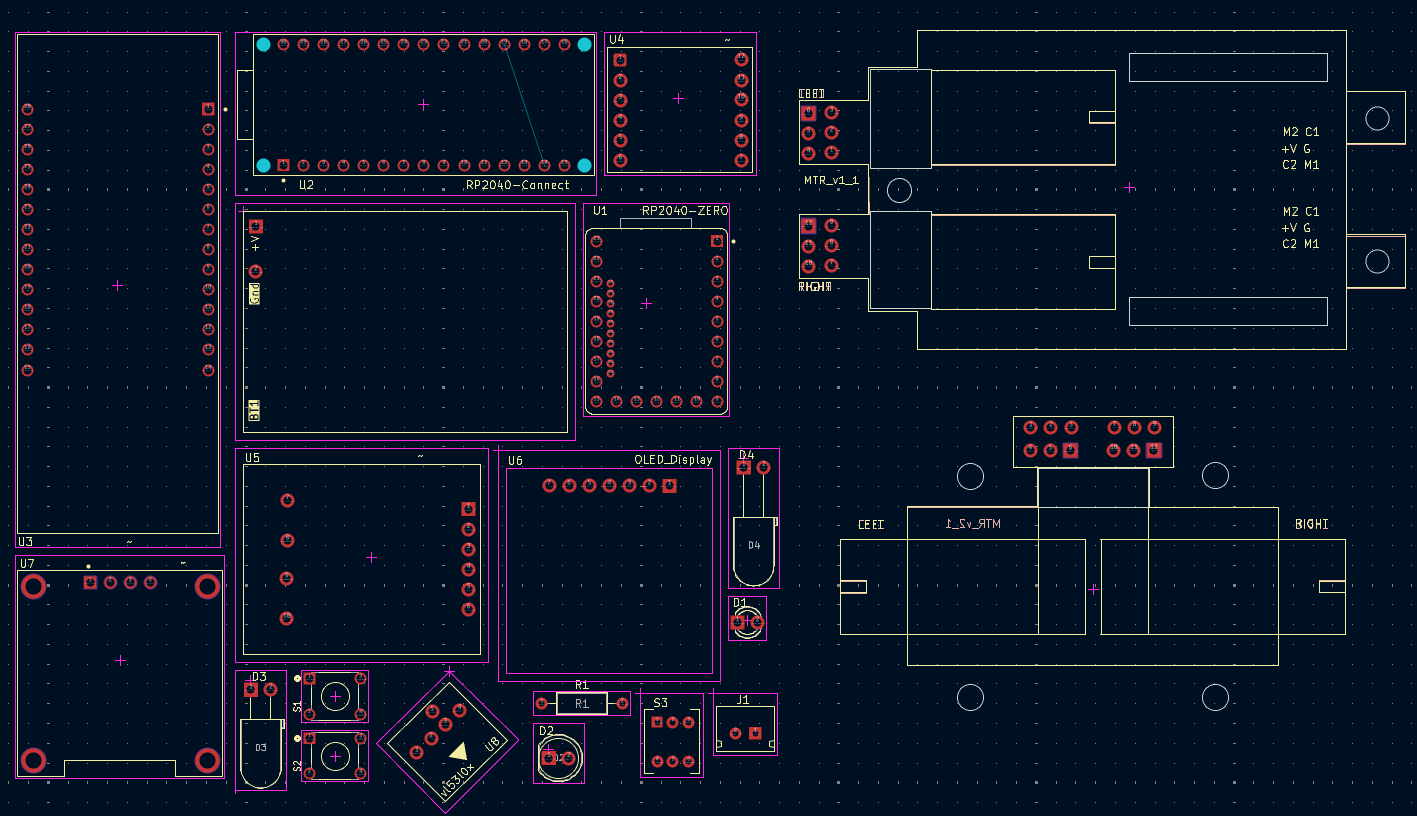 U4
~
LEFT
M2 C1
+V G
C2 M1
U2
RP2040-Connect
MTR_v1_1
U1
RP2040-ZERO
M2 C1
+V G
C2 M1
+V
Gnd
RIGHT
BT1
U5
~
U6
OLED_Display
D4
D4
LEFT
MTR_v2_1
RIGHT
U3
~
U7
~
D1
D3
S1
D3
S2
U8
vl53l0x
R1
R1
D2
S3
J1